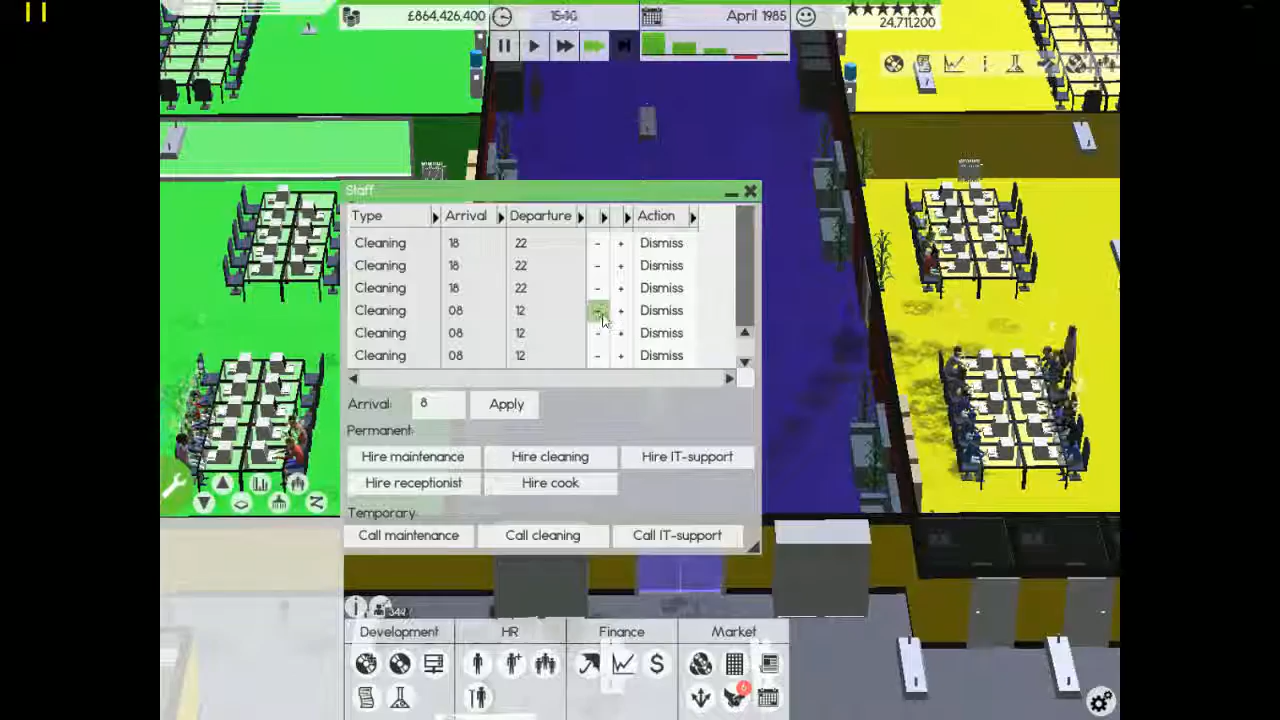 £864,426,400
April 1985
24,711,200
Staff
Type Arrival Departure Action
Cleaning 18 22 - + Dismiss
Cleaning 18 22 - + Dismiss
Cleaning 18 22 - + Dismiss
Cleaning 08 12 - + Dismiss
Cleaning 08 12 - + Dismiss
Cleaning 08 12 - + Dismiss
Arrival: 8 Apply
Permanent:
Hire maintenance Hire cleaning Hire IT-support
Hire receptionist Hire cook
Temporary:
Call maintenance Call cleaning Call IT-support
Development HR Finance Market